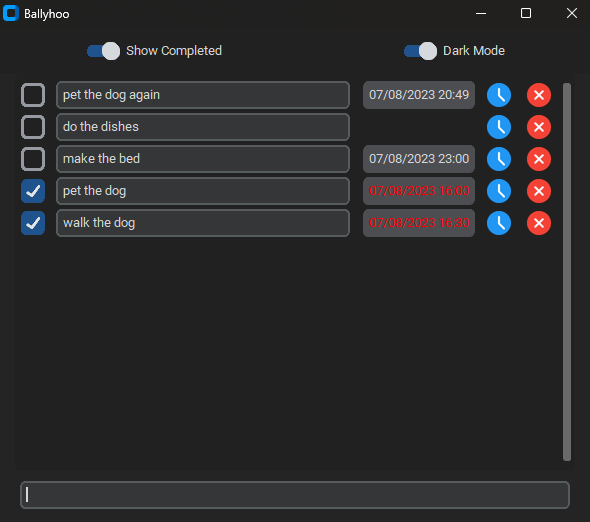 Ballyhoo
Show Completed Dark Mode
pet the dog again 07/08/2023 20:49
do the dishes
make the bed 07/08/2023 23:00
pet the dog 07/08/2023 16:00
walk the dog 07/08/2023 16:30